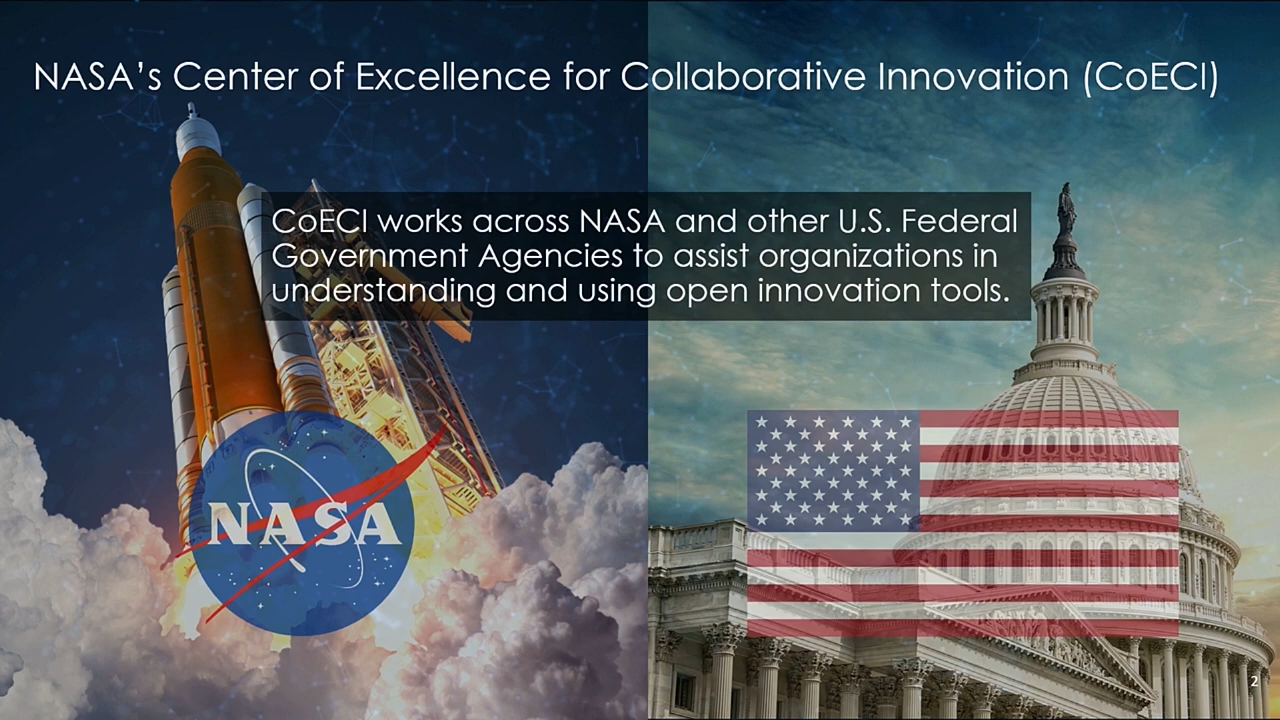 NASA’s Center of Excellence for Collaborative Innovation (CoECI)
CoECI works across NASA and other U.S. Federal
Government Agencies to assist organizations in
understanding and using open innovation tools.
NASA
2